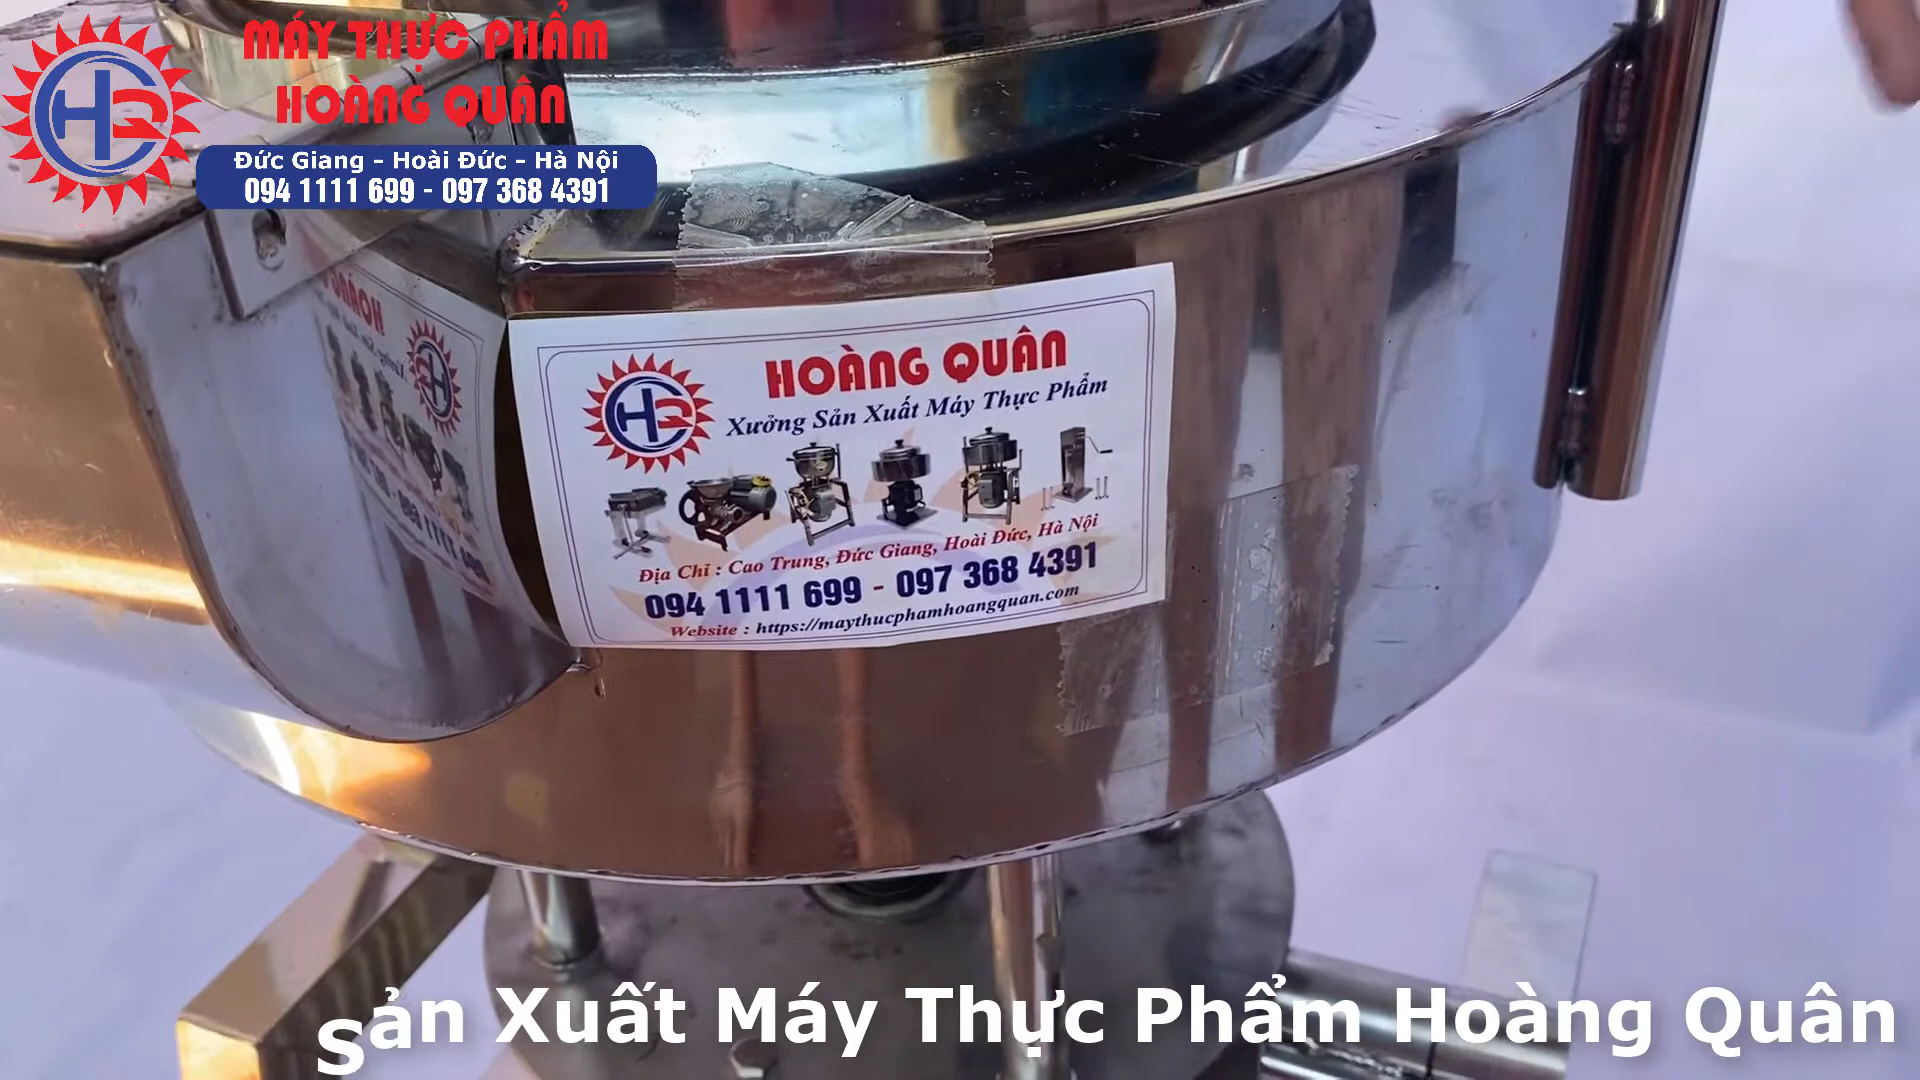 MÁY THỰC PHẨM
HOÀNG QUÂN
Đức Giang - Hoài Đức - Hà Nội
094 1111 699 - 097 368 4391
HQ
HOÀNG QUÂN
Xưởng Sản Xuất Máy Thực Phẩm
HQ
Địa Chỉ : Cao Trung, Đức Giang, Hoài Đức, Hà Nội
094 1111 699 - 097 368 4391
Website : https://maythucphamhoangquan.com
Sản Xuất Máy Thực Phẩm Hoàng Quân